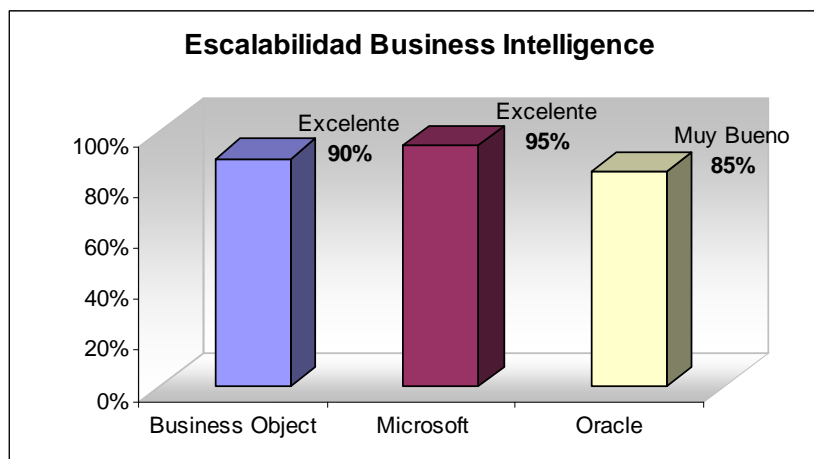 Escalabilidad Business Intelligence
Excelente
90%
Excelente
95%
Muy Bueno
85%
100%
80%
60%
40%
20%
0%
Business Object
Microsoft
Oracle